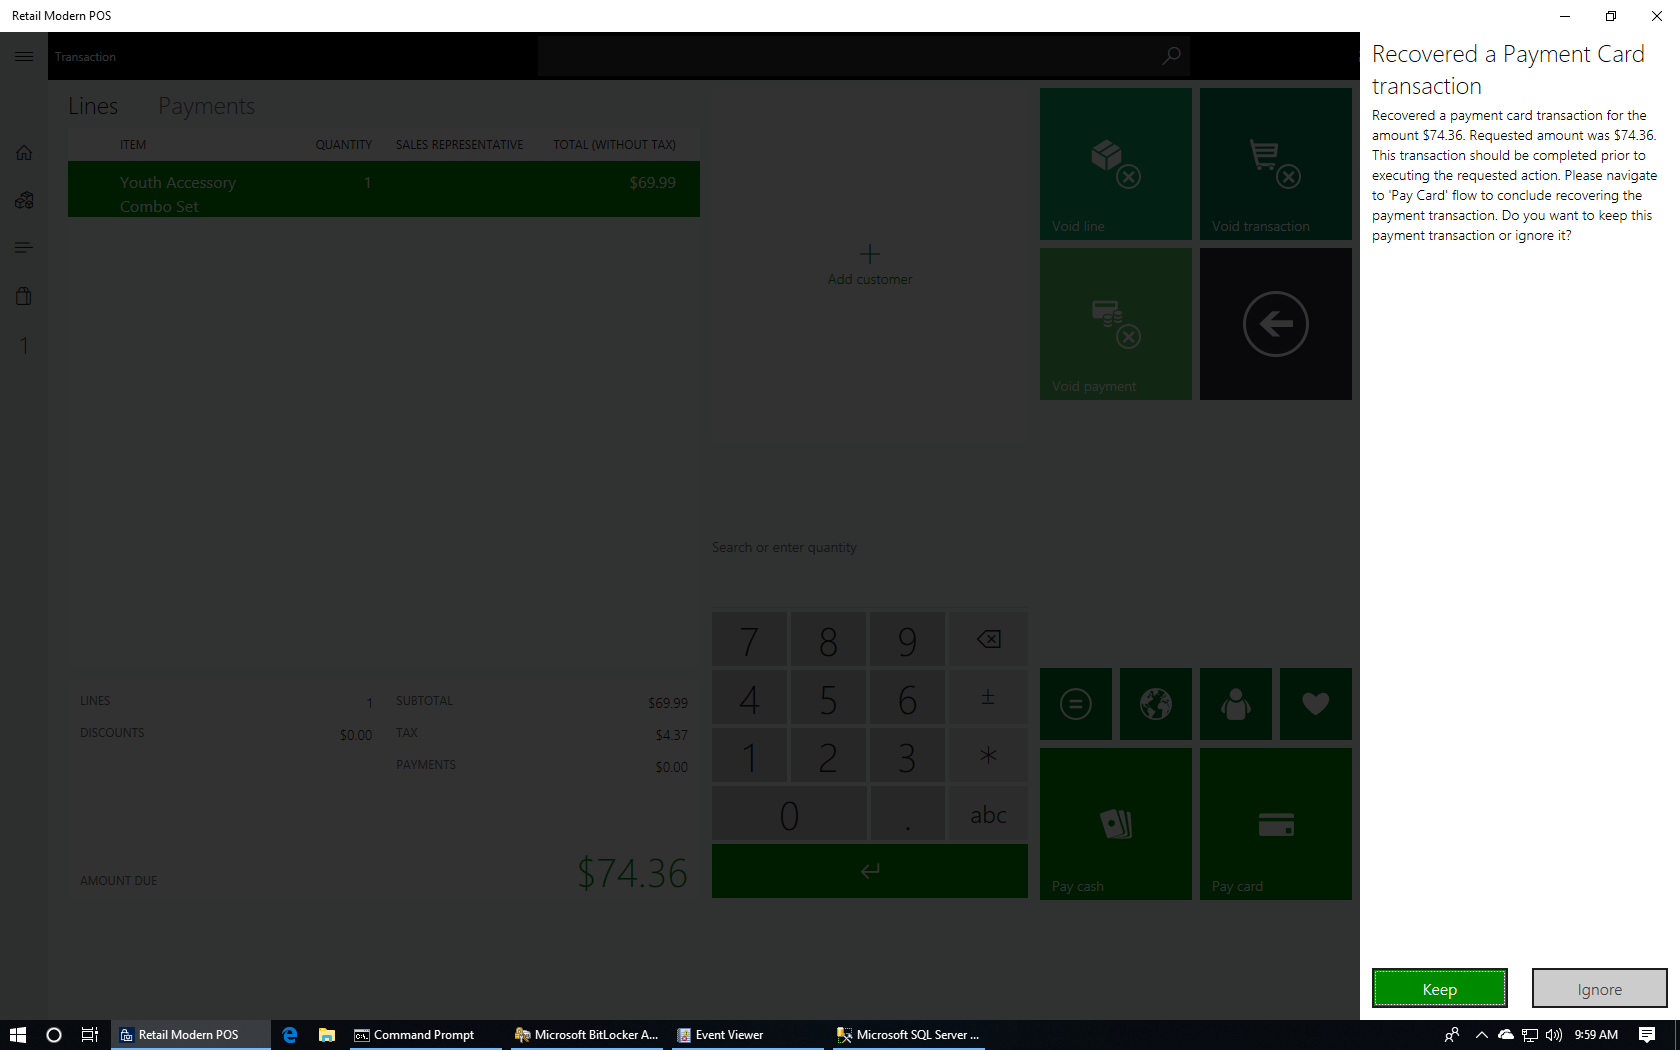 Retail Modern POS
Transaction
Lines Payments
ITEM QUANTITY SALES REPRESENTATIVE TOTAL (WITHOUT TAX)
Youth Accessory 1 $69.99
Combo Set
Add customer
Void line
Void transaction
Void payment
1
Search or enter quantity
7 8 9
4 5 6 ±
1 2 3 *
0 . abc
LINES 1 SUBTOTAL $69.99
DISCOUNTS $0.00 TAX $4.37
PAYMENTS $0.00
AMOUNT DUE $74.36
Pay cash
Pay card
Recovered a Payment Card
transaction
Recovered a payment card transaction for the
amount $74.36. Requested amount was $74.36.
This transaction should be completed prior to
executing the requested action. Please navigate
to 'Pay Card' flow to conclude recovering the
payment transaction. Do you want to keep this
payment transaction or ignore it?
Keep
Ignore
Retail Modern POS
Command Prompt
Microsoft BitLocker A...
Event Viewer
Microsoft SQL Server ...
9:59 AM